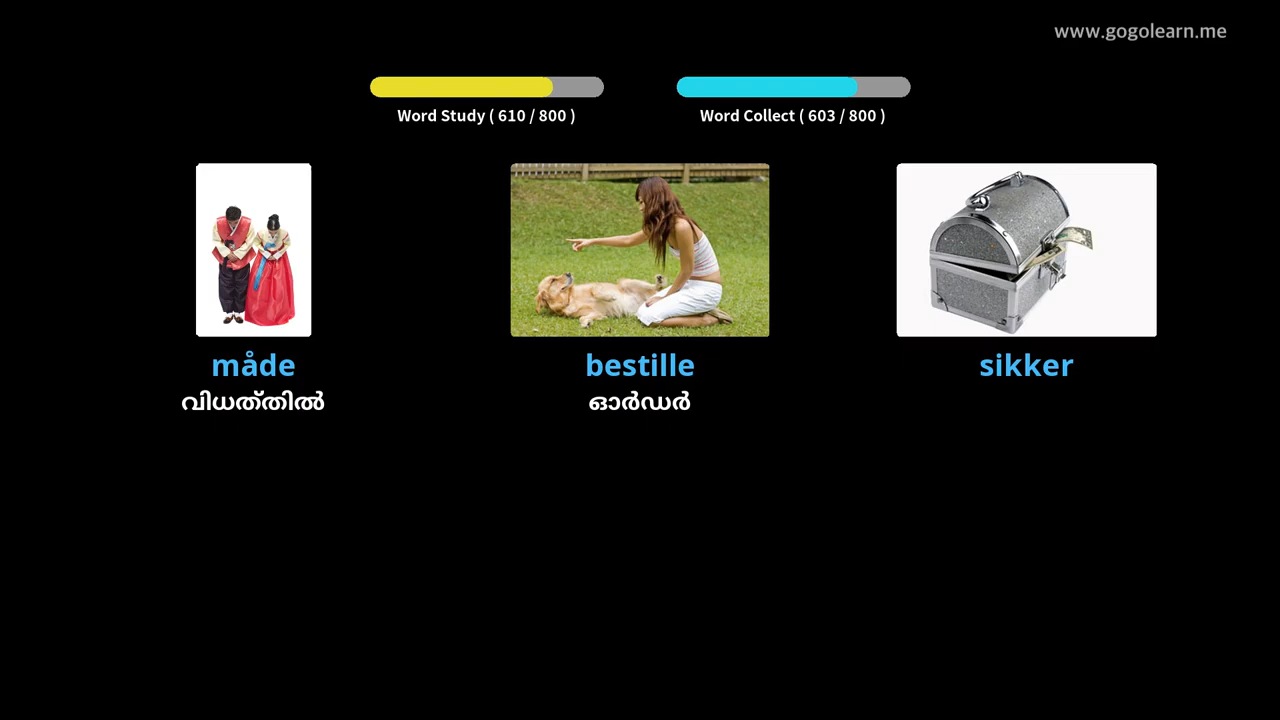 www.gogolearn.me
Word Study ( 610 / 800 )
Word Collect ( 603 / 800 )
måde
bestille
sikker
വിധത്തിൽ
ഓർഡർ